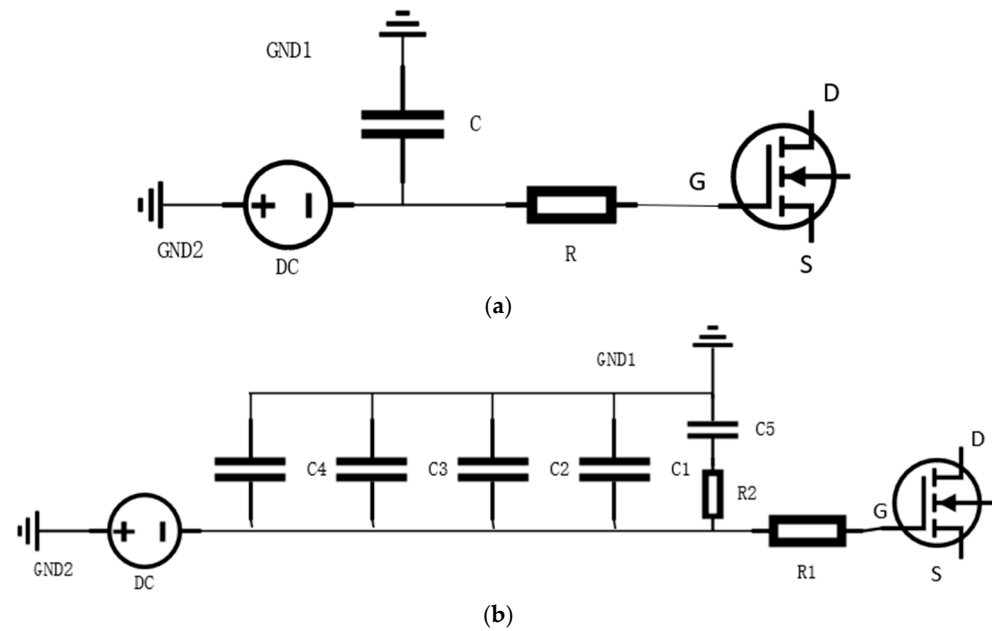 GND1
C
D
G
+ -
GND2
DC
R
S
(a)
GND1
C5
D
C4
C3
C2
C1
R2
G
+ -
GND2
DC
R1
S
(b)